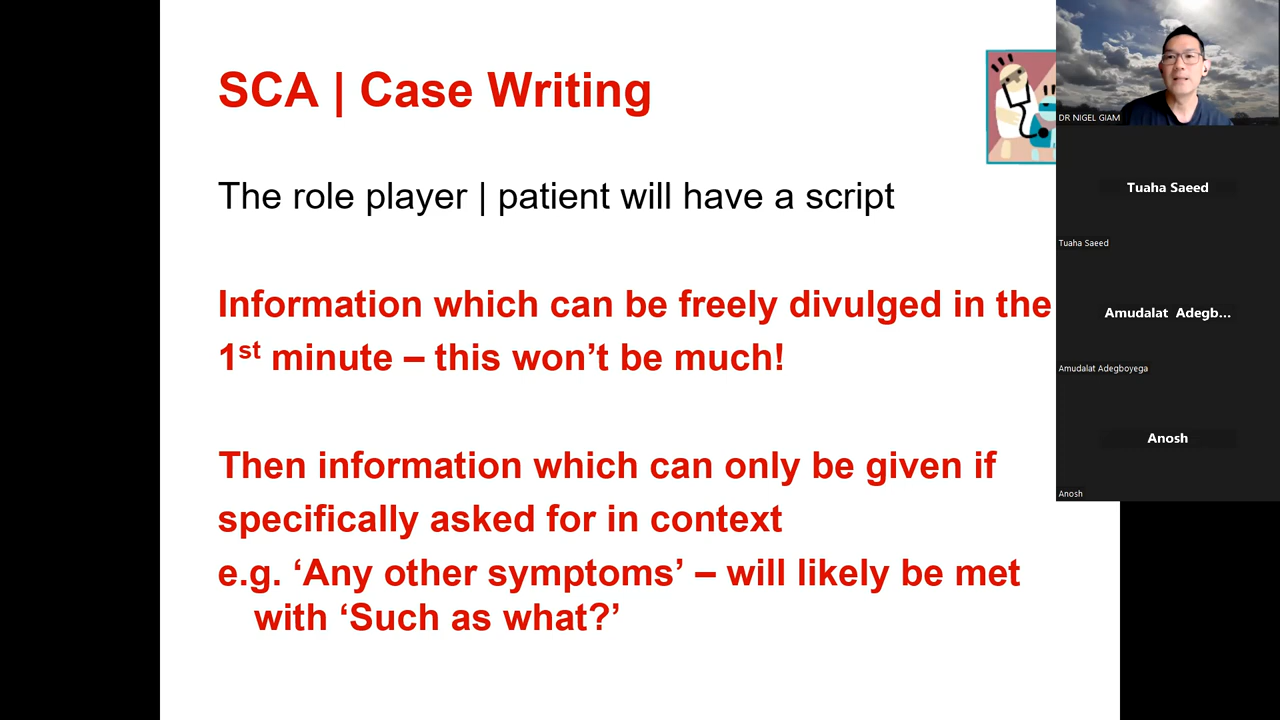 SCA | Case Writing
The role player | patient will have a script
Information which can be freely divulged in the
1st minute – this won’t be much!
Then information which can only be given if
specifically asked for in context
e.g. ‘Any other symptoms’ – will likely be met
with ‘Such as what?’
DR NIGEL GIAM
Tuaha Saeed
Tuaha Saeed
Amudalat Adegb...
Amudalat Adegboyega
Anosh
Anosh